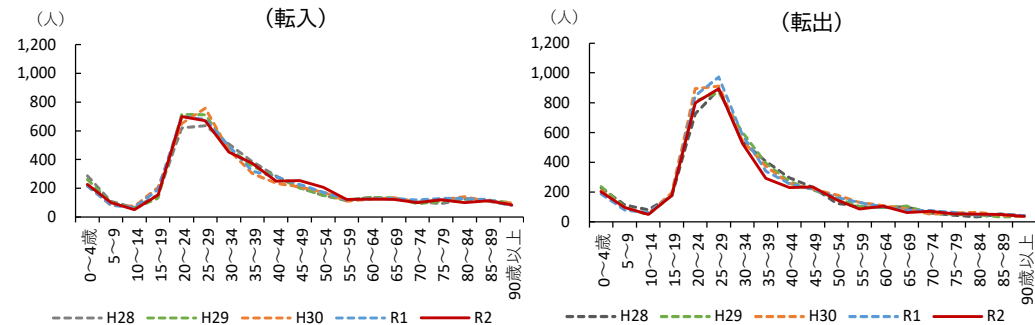 （人）
（転入）
1,200
1,000
800
600
400
200
0
0～4歳
5～9
10～14
15～19
20～24
25～29
30～34
35～39
40～44
45～49
50～54
55～59
60～64
65～69
70～74
75～79
80～84
85～89
90歳以上
H28
H29
H30
R1
R2
（人）
（転出）
1,200
1,000
800
600
400
200
0
0～4歳
5～9
10～14
15～19
20～24
25～29
30～34
35～39
40～44
45～49
50～54
55～59
60～64
65～69
70～74
75～79
80～84
85～89
90歳以上
H28
H29
H30
R1
R2